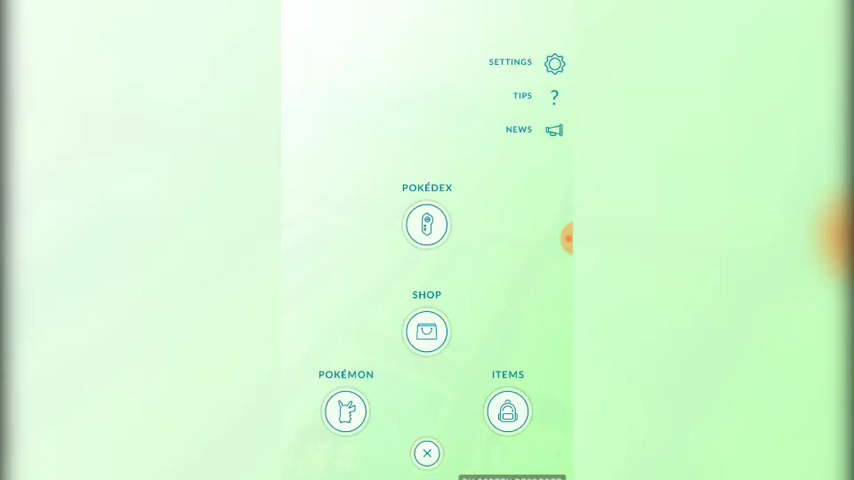 SETTINGS
TIPS
?
NEWS
POKÉDEX
SHOP
POKÉMON
ITEMS